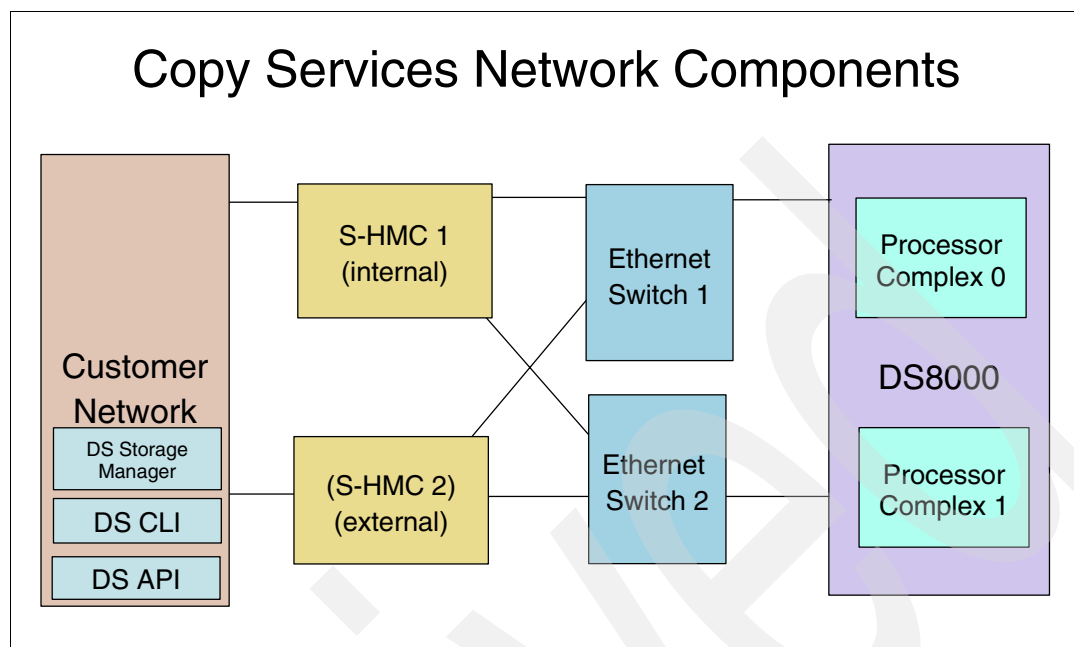 Copy Services Network Components
Customer
Network
DS Storage
Manager
DS CLI
DS API
S-HMC 1
(internal)
(S-HMC 2)
(external)
Ethernet
Switch 1
Ethernet
Switch 2
Processor
Complex 0
DS8000
Processor
Complex 1